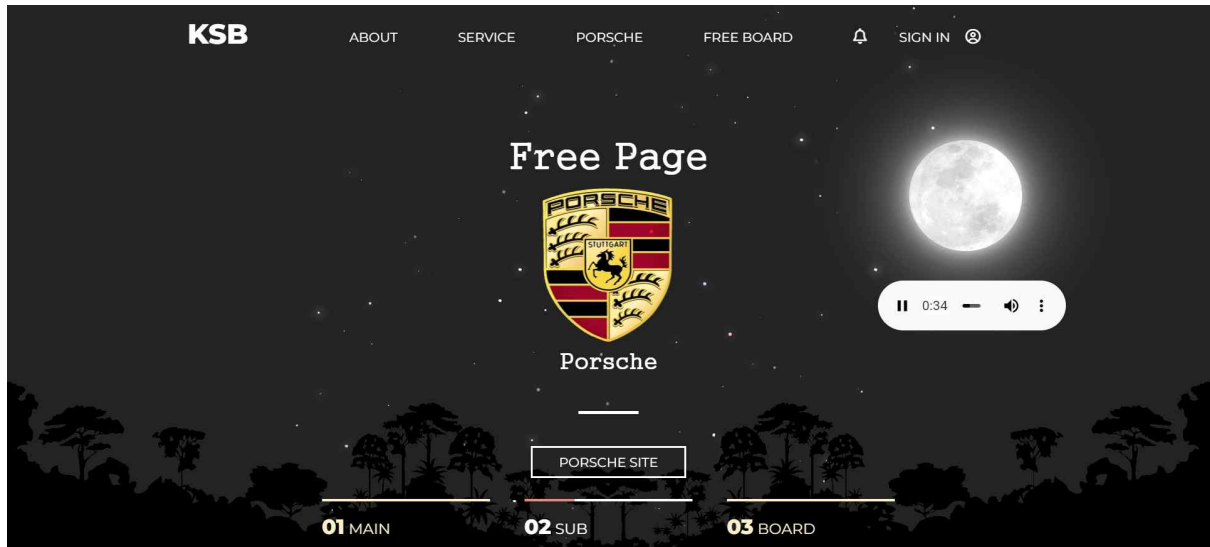 KSB ABOUT SERVICE PORSCHE FREE BOARD SIGN IN
Free Page
PORSCHE
STUTTGART
0:34
Porsche
PORSCHE SITE
01 MAIN 02 SUB 03 BOARD